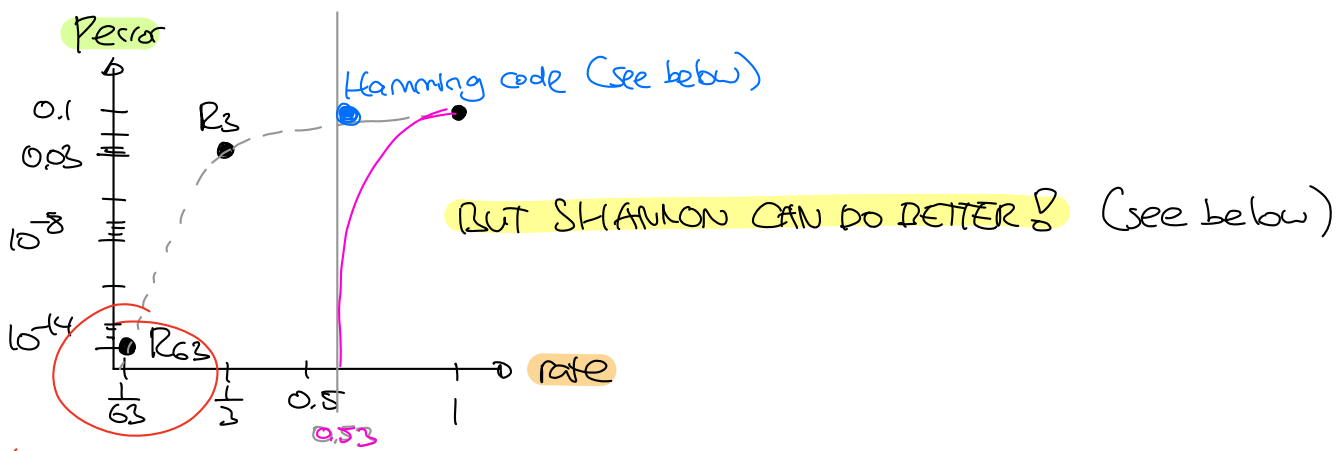 Perror
Hamming code (see below)
0.1
R3
0.03
BUT SHANNON CAN DO BETTER! (see below)
10^-8
10^-14
R63
rate
1/63
1/3
0.5
1
0.53